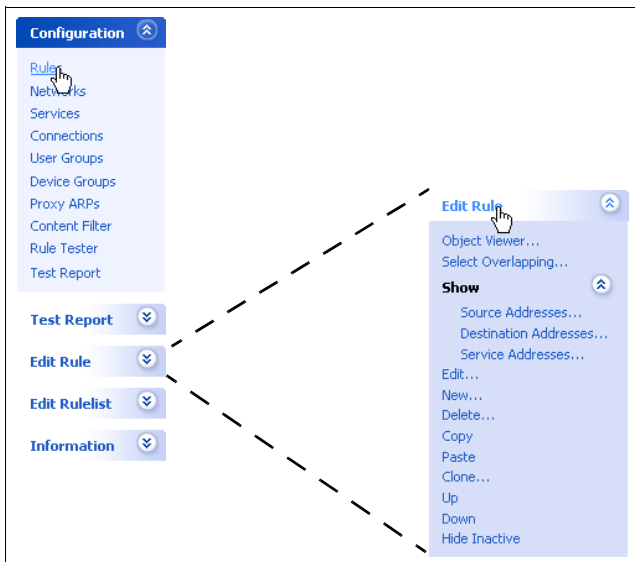 Configuration
Rules
Networks
Services
Connections
User Groups
Device Groups
Proxy ARPs
Content Filter
Rule Tester
Test Report
Test Report
Edit Rule
Edit Rulelist
Information
Edit Rule
Object Viewer...
Select Overlapping...
Show
Source Addresses...
Destination Addresses...
Service Addresses...
Edit...
New...
Delete...
Copy
Paste
Clone...
Up
Down
Hide Inactive